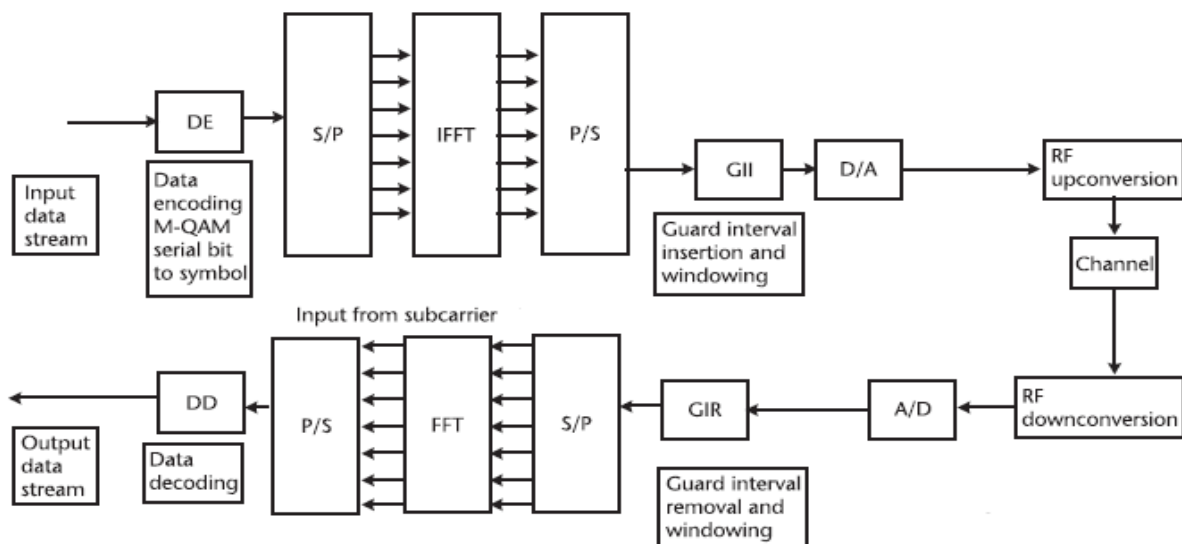 DE
S/P
IFFT
P/S
GII
D/A
RF
upconversion
Input
data
stream
Data
encoding
M-QAM
serial bit
to symbol
Guard interval
insertion and
windowing
Channel
Input from subcarrier
DD
P/S
FFT
S/P
GIR
A/D
RF
downconversion
Output
data
stream
Data
decoding
Guard interval
removal and
windowing